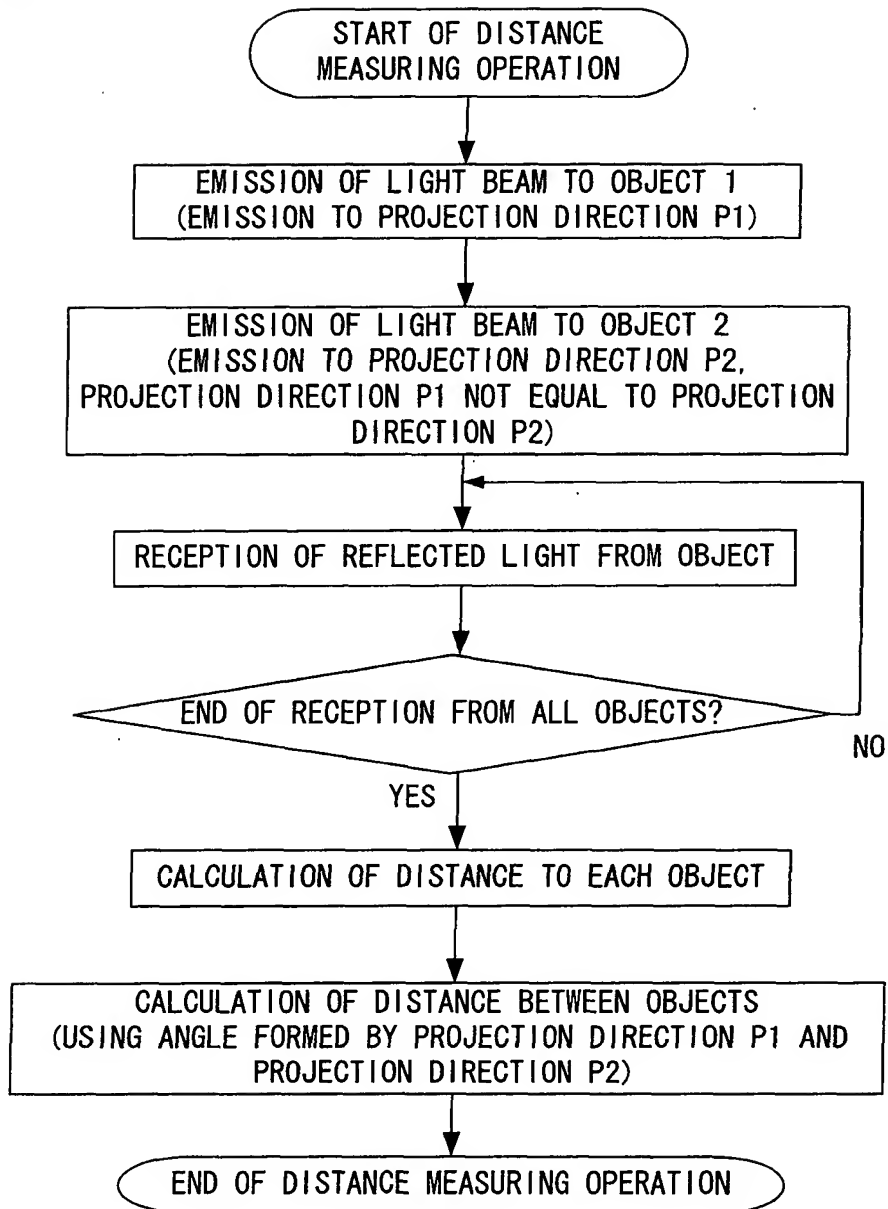 START OF DISTANCE
MEASURING OPERATION
EMISSION OF LIGHT BEAM TO OBJECT 1
(EMISSION TO PROJECTION DIRECTION P1)
EMISSION OF LIGHT BEAM TO OBJECT 2
(EMISSION TO PROJECTION DIRECTION P2,
PROJECTION DIRECTION P1 NOT EQUAL TO PROJECTION
DIRECTION P2)
RECEPTION OF REFLECTED LIGHT FROM OBJECT
END OF RECEPTION FROM ALL OBJECTS?
NO
YES
CALCULATION OF DISTANCE TO EACH OBJECT
CALCULATION OF DISTANCE BETWEEN OBJECTS
(USING ANGLE FORMED BY PROJECTION DIRECTION P1 AND
PROJECTION DIRECTION P2)
END OF DISTANCE MEASURING OPERATION